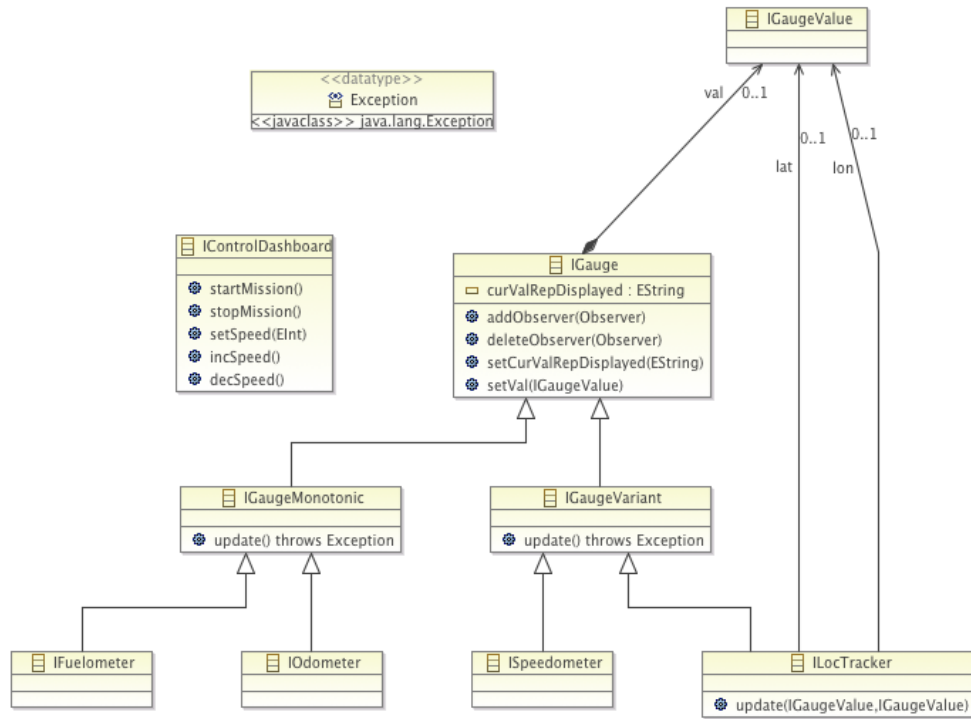 IGaugeValue
<<datatype>>
Exception
<<javaclass>> java.lang.Exception
val
0..1
0..1
0..1
lat
lon
IControlDashboard
startMission()
stopMission()
setSpeed(EInt)
incSpeed()
decSpeed()
IGauge
curValRepDisplayed : EString
addObserver(Observer)
deleteObserver(Observer)
setCurValRepDisplayed(EString)
setVal(IGaugeValue)
IGaugeMonotonic
update() throws Exception
IGaugeVariant
update() throws Exception
IFuelometer
IOdometer
ISpeedometer
ILocTracker
update(IGaugeValue,IGaugeValue)